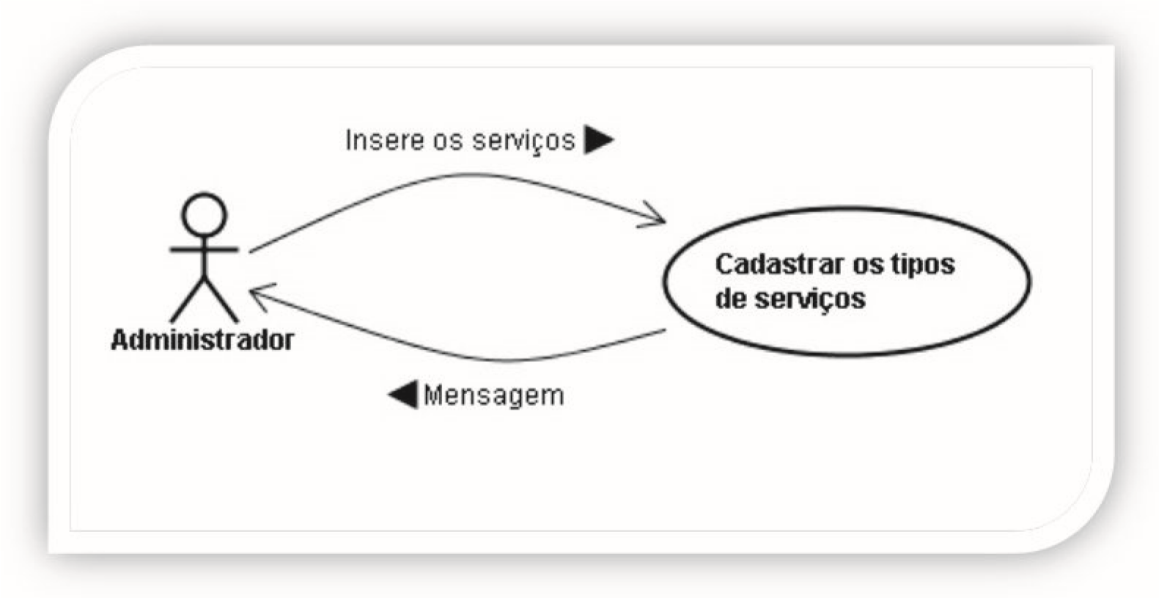 Insere os serviços
Cadastrar os tipos
de serviços
Administrador
Mensagem